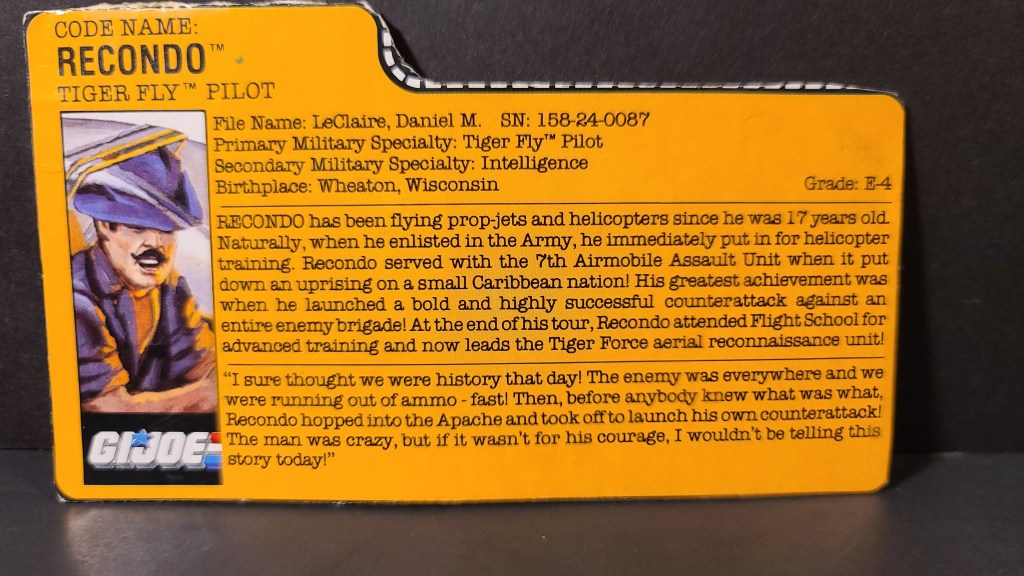 CODE NAME:
RECONDO™
TIGER FLY™ PILOT
File Name: LeClaire, Daniel M. SN: 158-24-0087
Primary Military Specialty: Tiger Fly™ Pilot
Secondary Military Specialty: Intelligence
Birthplace: Wheaton, Wisconsin Grade: E-4
RECONDO has been flying prop-jets and helicopters since he was 17 years old.
Naturally, when he enlisted in the Army, he immediately put in for helicopter
training. Recondo served with the 7th Airmobile Assault Unit when it put
down an uprising on a small Caribbean nation! His greatest achievement was
when he launched a bold and highly successful counterattack against an
entire enemy brigade! At the end of his tour, Recondo attended Flight School for
advanced training and now leads the Tiger Force aerial reconnaissance unit!
“I sure thought we were history that day! The enemy was everywhere and we
were running out of ammo - fast! Then, before anybody knew what was what,
Recondo hopped into the Apache and took off to launch his own counterattack!
The man was crazy, but if it wasn’t for his courage, I wouldn’t be telling this
story today!”
GI JOE